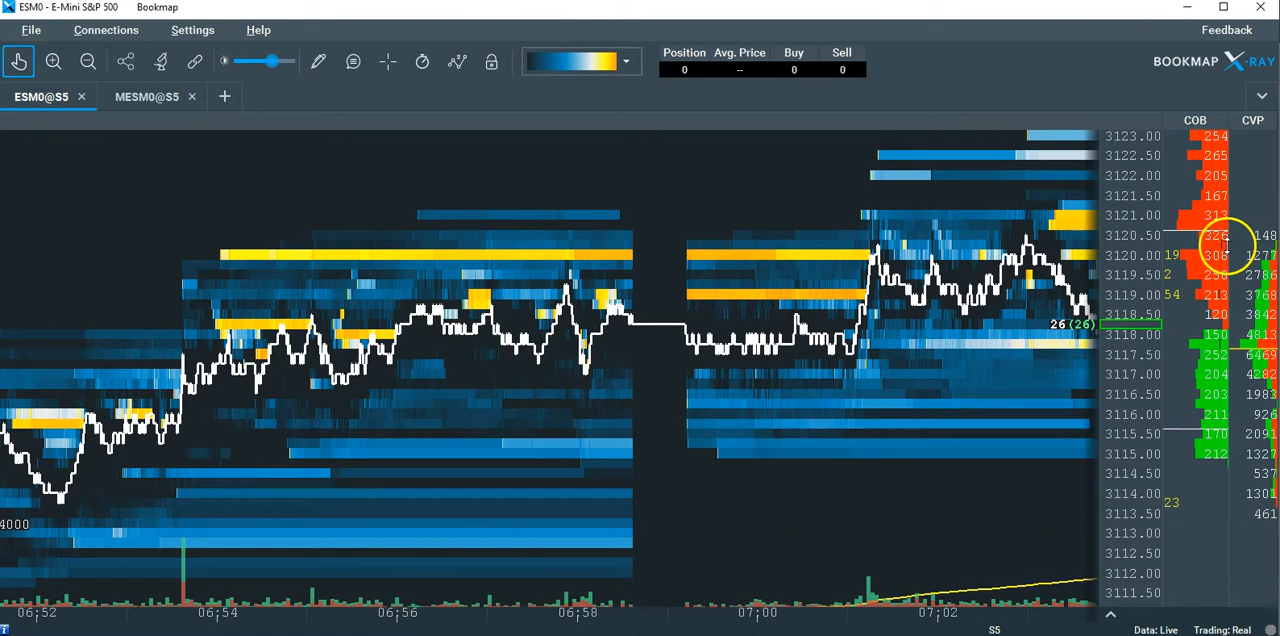 ESM0 - E-Mini S&P 500 Bookmap
File Connections Settings Help Feedback
Position Avg. Price Buy Sell
0 -- 0 0
BOOKMAP X-RAY
ESM0@S5 MESM0@S5
COB CVP
3123.00 254
3122.50 265
3122.00 205
3121.50 167
3121.00 313
3120.50 326 148
3120.00 19 308 1277
3119.50 2 2786
3119.00 54 213 3768
3118.50 120 3842
26 (26)
3118.00 150 4813
3117.50 252 6469
3117.00 204 4282
3116.50 203 1983
3116.00 211 926
3115.50 170 2091
3115.00 212 1327
3114.50 537
3114.00 1301
3113.50 23 461
4000
3113.00
3112.50
3112.00
3111.50
06:52 06:54 06:56 06:58 07:00 07:02
S5 Data: Live Trading: Real